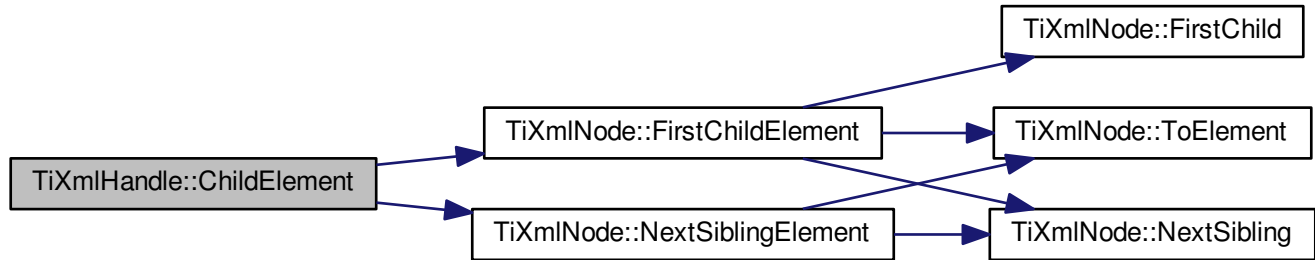 TiXmlHandle::ChildElement
TiXmlNode::FirstChildElement
TiXmlNode::NextSiblingElement
TiXmlNode::FirstChild
TiXmlNode::ToElement
TiXmlNode::NextSibling